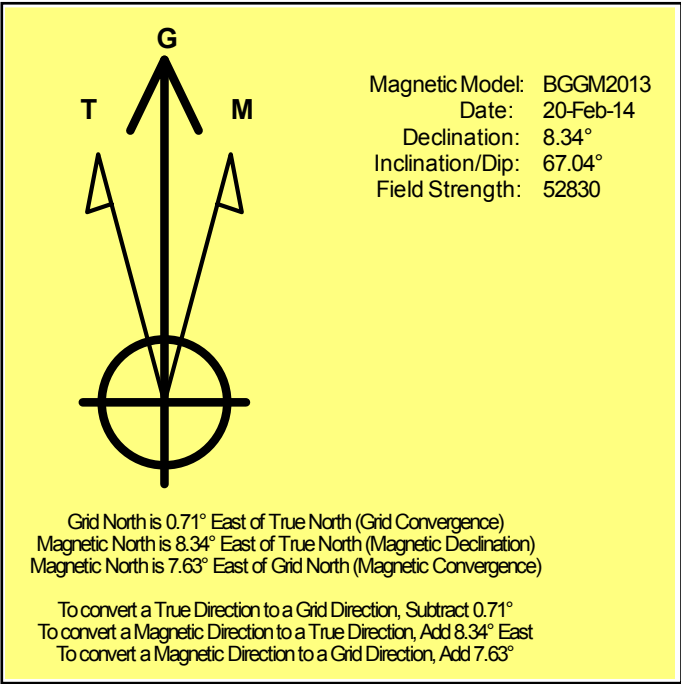 G
T M
Magnetic Model: BGGM2013
Date: 20-Feb-14
Declination: 8.34°
Inclination/Dip: 67.04°
Field Strength: 52830
Grid North is 0.71° East of True North (Grid Convergence)
Magnetic North is 8.34° East of True North (Magnetic Declination)
Magnetic North is 7.63° East of Grid North (Magnetic Convergence)
To convert a True Direction to a Grid Direction, Subtract 0.71°
To convert a Magnetic Direction to a True Direction, Add 8.34° East
To convert a Magnetic Direction to a Grid Direction, Add 7.63°